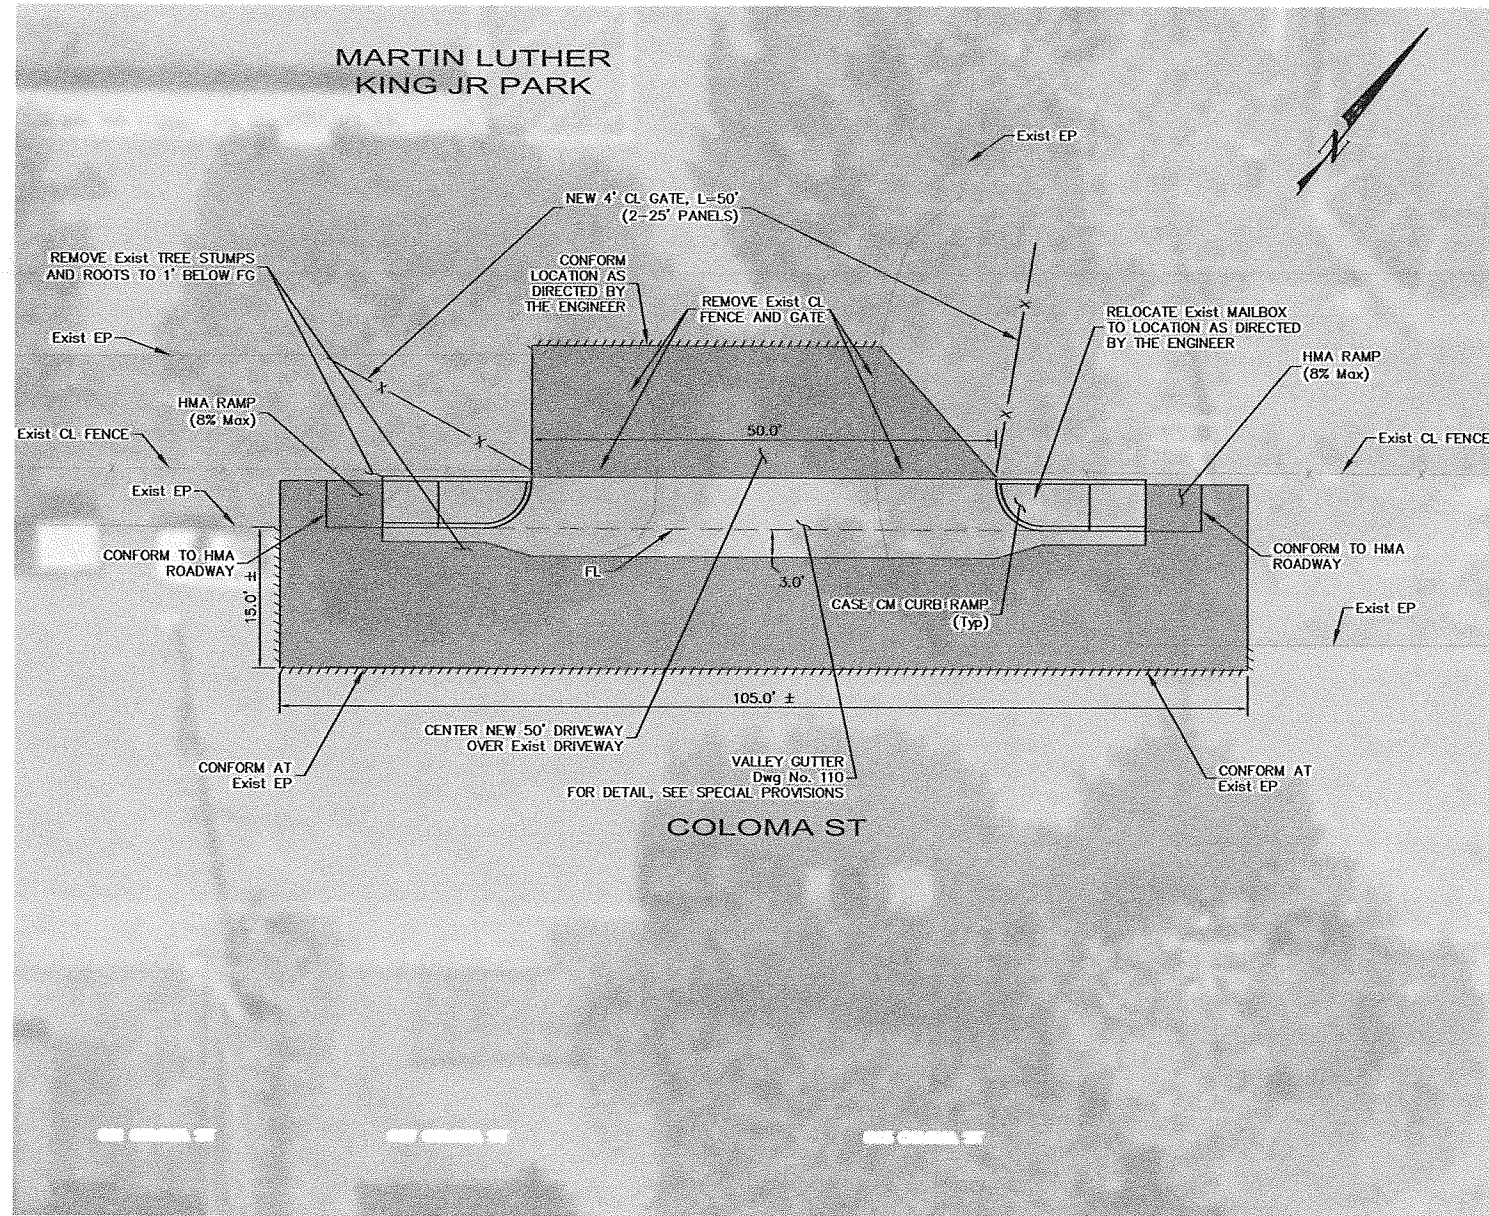 MARTIN LUTHER
KING JR PARK
N
Exist EP
NEW 4' CL GATE, L=50'
(2-25' PANELS)
REMOVE Exist TREE STUMPS
AND ROOTS TO 1' BELOW FG
CONFORM
LOCATION AS
DIRECTED BY
THE ENGINEER
REMOVE Exist CL
FENCE AND GATE
RELOCATE Exist MAILBOX
TO LOCATION AS DIRECTED
BY THE ENGINEER
Exist EP
HMA RAMP
(8% Max)
HMA RAMP
(8% Max)
Exist CL FENCE
50.0'
Exist CL FENCE
Exist EP
CONFORM TO HMA
ROADWAY
15.0' ±
FL
3.0'
CASE CM CURB RAMP
(Typ)
CONFORM TO HMA
ROADWAY
Exist EP
105.0' ±
CENTER NEW 50' DRIVEWAY
OVER Exist DRIVEWAY
CONFORM AT
Exist EP
VALLEY GUTTER
Dwg No. 110
FOR DETAIL, SEE SPECIAL PROVISIONS
CONFORM AT
Exist EP
COLOMA ST